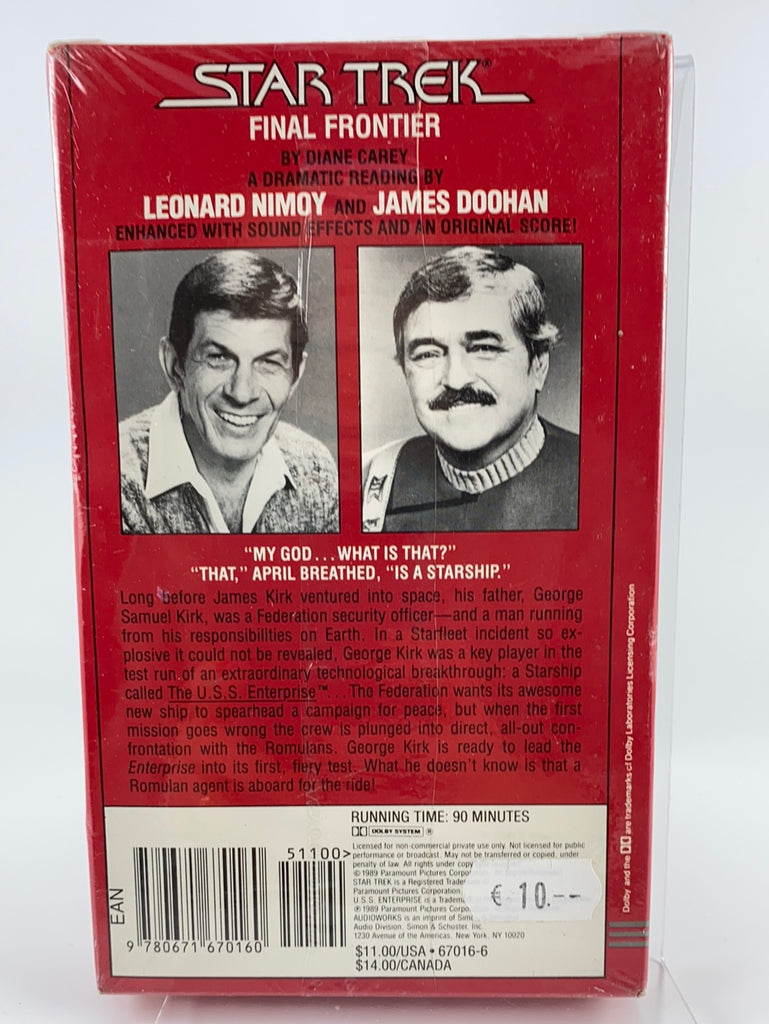 STAR TREK®
FINAL FRONTIER
BY DIANE CAREY
A DRAMATIC READING BY
LEONARD NIMOY AND JAMES DOOHAN
ENHANCED WITH SOUND EFFECTS AND AN ORIGINAL SCORE!
“MY GOD...WHAT IS THAT?”
“THAT,” APRIL BREATHED, “IS A STARSHIP.”
Long before James Kirk ventured into space, his father, George
Samuel Kirk, was a Federation security officer—and a man running
from his responsibilities on Earth. In a Starfleet incident so ex-
plosive it could not be revealed, George Kirk was a key player in the
test run of an extraordinary technological breakthrough: a Starship
called The U.S.S. Enterprise™...The Federation wants its awesome
new ship to spearhead a campaign for peace, but when the first
mission goes wrong the crew is plunged into direct, all-out con-
frontation with the Romulans. George Kirk is ready to lead the
Enterprise into its first, fiery test. What he doesn't know is that a
Romulan agent is aboard for the ride!
RUNNING TIME: 90 MINUTES
DOLBY SYSTEM ®
Licensed for non-commercial private use only. Not licensed for public
performance or broadcast. May not be transferred or copied, under
penalty of law. All rights under copy
© 1989 Paramount Pictures
STAR TREK is a Registered
Paramount Pictures Corporation.
U.S.S. ENTERPRISE is a
℗ 1989 Paramount Pictures
AUDIOWORKS is an imprint of
Audio Division, Simon & Schuster, Inc.
1230 Avenue of the Americas, New York, NY 10020
$11.00/USA • 67016-6
$14.00/CANADA
€ 10.--
EAN
51100>
9 780671 670160
Dolby and the DD are trademarks of Dolby Laboratories Licensing Corporation